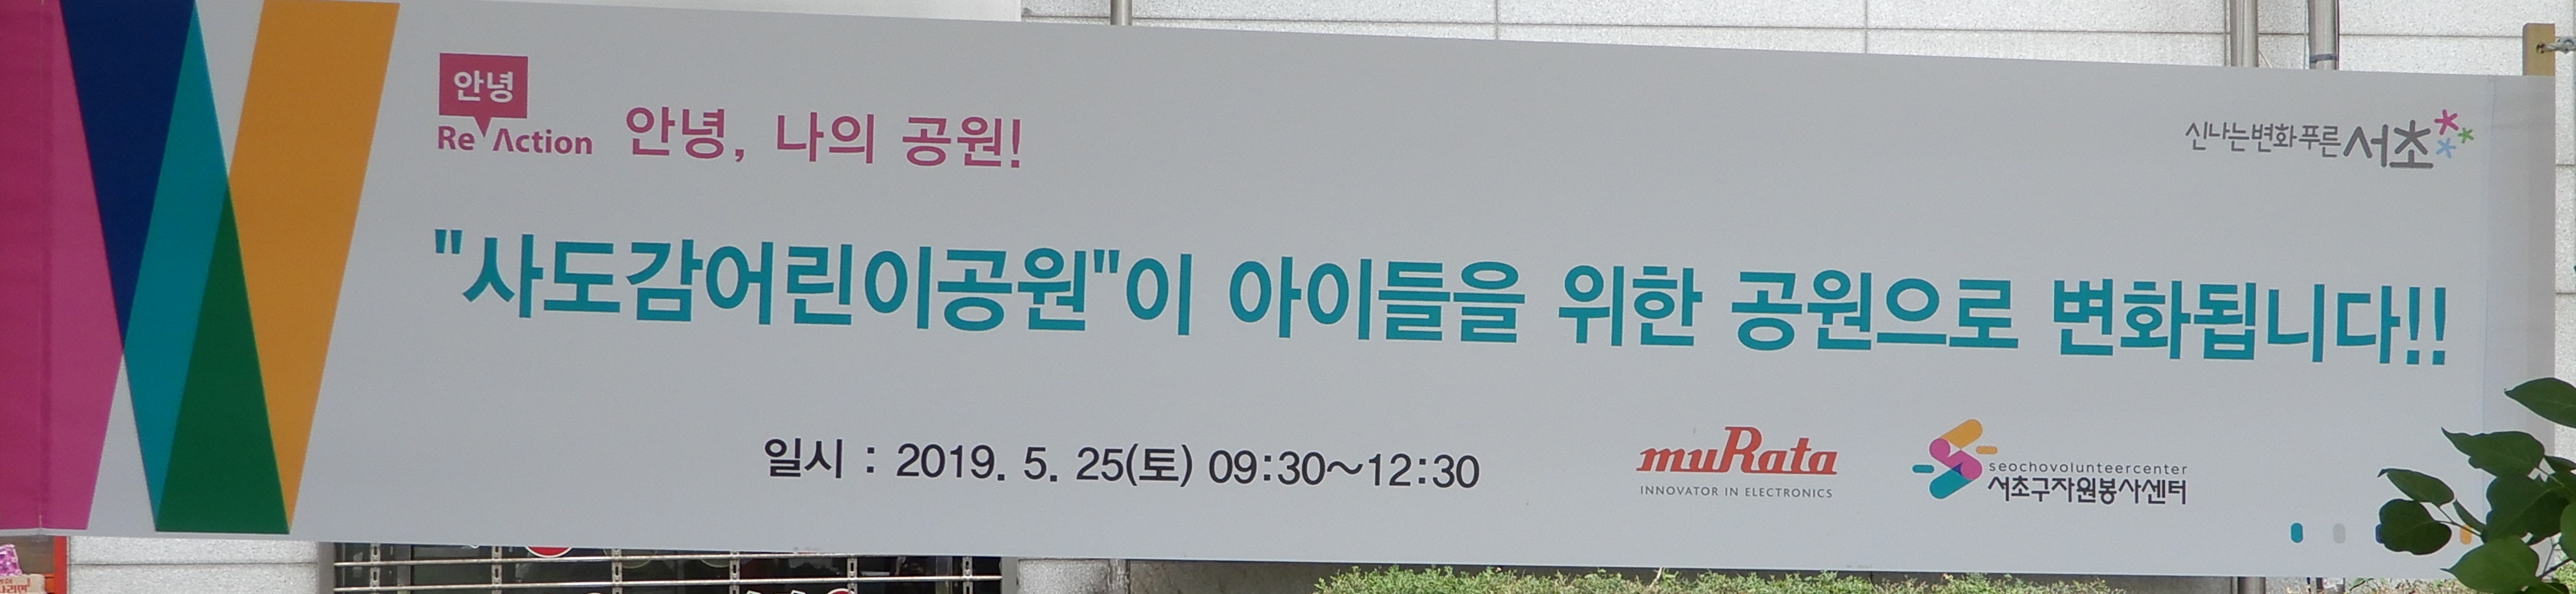 안녕
Re Action
안녕, 나의 공원!
신나는변화 푸른 서초
"사도감어린이공원"이 아이들을 위한 공원으로 변화됩니다!!
일시 : 2019. 5. 25(토) 09:30~12:30
muRata
INNOVATOR IN ELECTRONICS
seochovolunteercenter
서초구자원봉사센터